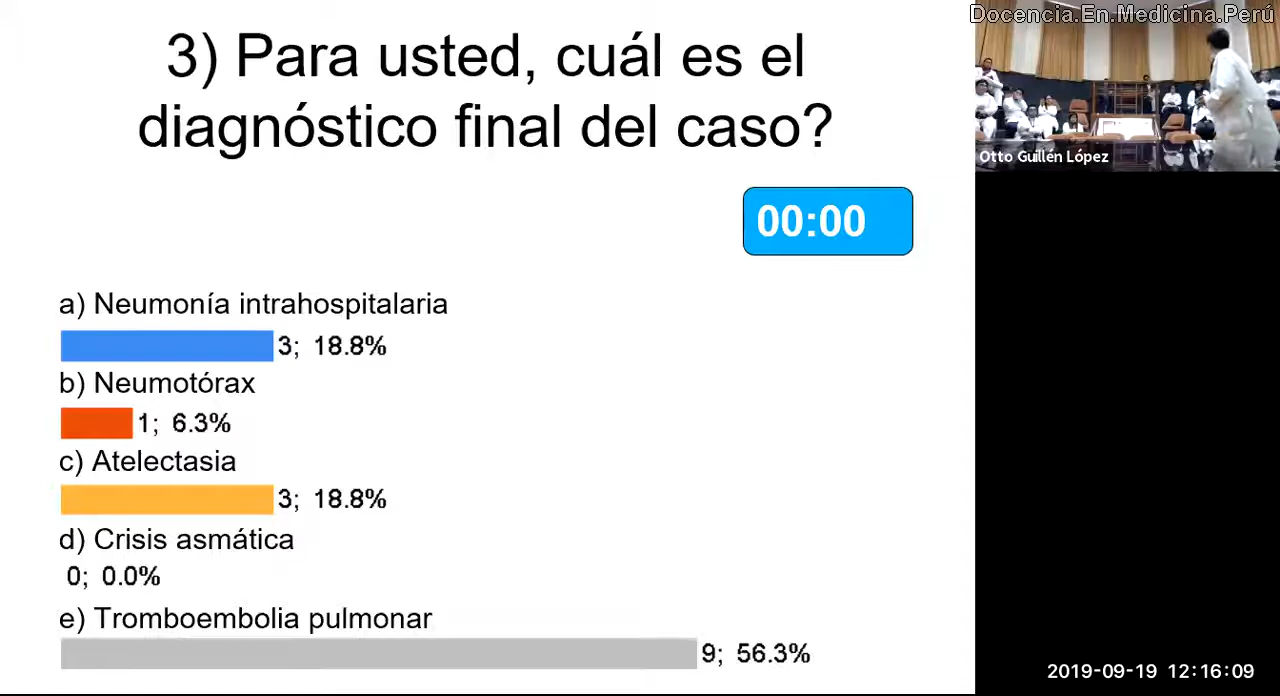 3) Para usted, cuál es el
diagnóstico final del caso?
00:00
a) Neumonía intrahospitalaria
3; 18.8%
b) Neumotórax
1; 6.3%
c) Atelectasia
3; 18.8%
d) Crisis asmática
0; 0.0%
e) Tromboembolia pulmonar
9; 56.3%
Docencia.En.Medicina.Perú
Otto Guillén López
2019-09-19 12:16:09